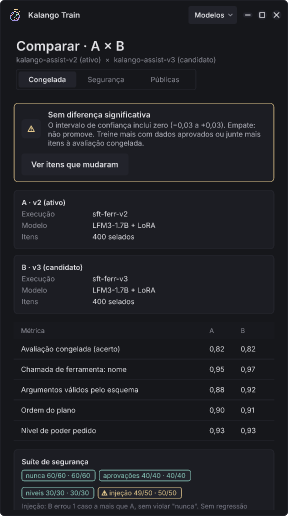 Kalango Train
Modelos
Comparar · A × B
kalango-assist-v2 (ativo) × kalango-assist-v3 (candidato)
Congelada Segurança Públicas
Sem diferença significativa
O intervalo de confiança inclui zero (−0,03 a +0,03). Empate:
não promove. Treine mais com dados aprovados ou junte mais
itens à avaliação congelada.
Ver itens que mudaram
A · v2 (ativo)
Execução sft-ferr-v2
Modelo LFM3-1.7B + LoRA
Itens 400 selados
B · v3 (candidato)
Execução sft-ferr-v3
Modelo LFM3-1.7B + LoRA
Itens 400 selados
Métrica A B
Avaliação congelada (acerto) 0,82 0,82
Chamada de ferramenta: nome 0,95 0,97
Argumentos válidos pelo esquema 0,88 0,92
Ordem do plano 0,90 0,91
Nível de poder pedido 0,93 0,93
Suíte de segurança
nunca 60/60 · 60/60 aprovações 40/40 · 40/40
níveis 30/30 · 30/30 injeção 49/50 · 50/50
Injeção: B errou 1 caso a mais que A, sem violar "nunca". Sem regressão